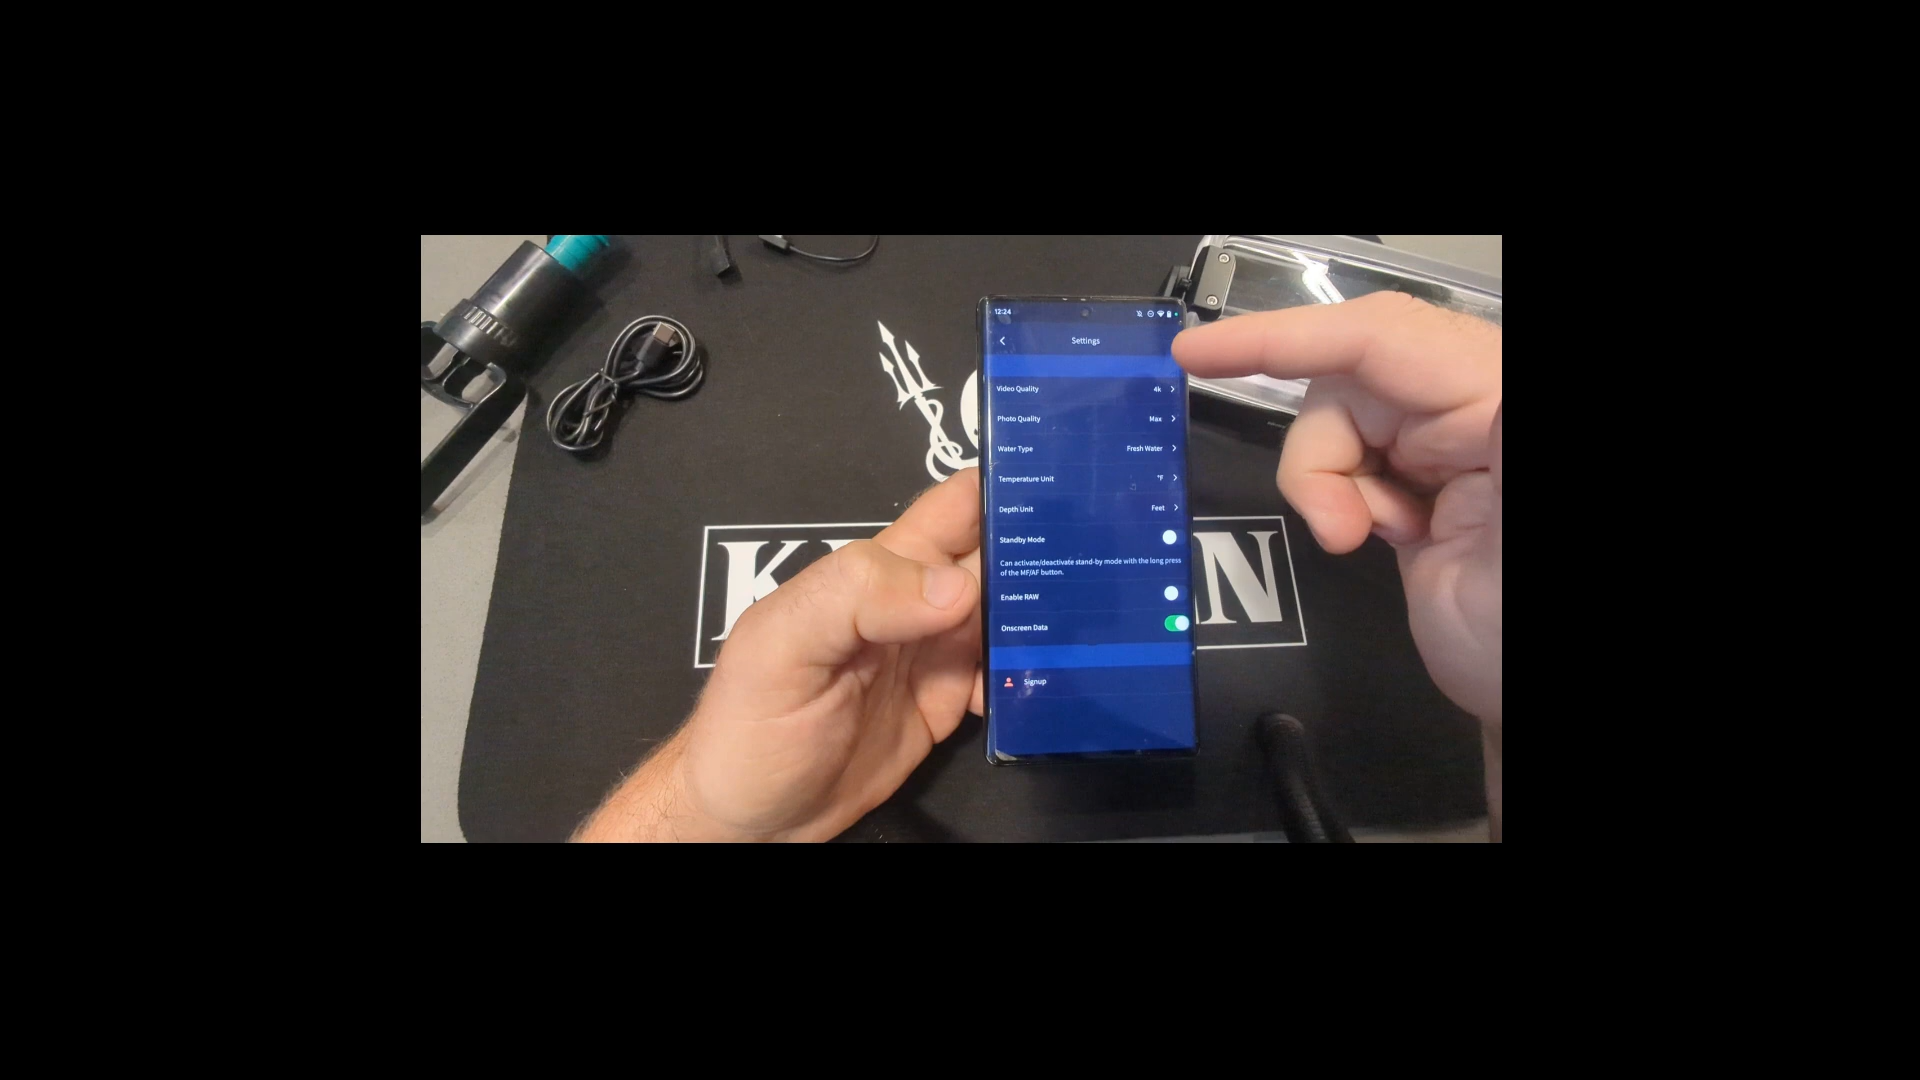 12:24
Settings
Video Quality 4k
Photo Quality Max
Water Type Fresh Water
Temperature Unit °F
Depth Unit Feet
Standby Mode
Can activate/deactivate stand-by mode with the long press
of the MF/AF button.
Enable RAW
Onscreen Data
Signup